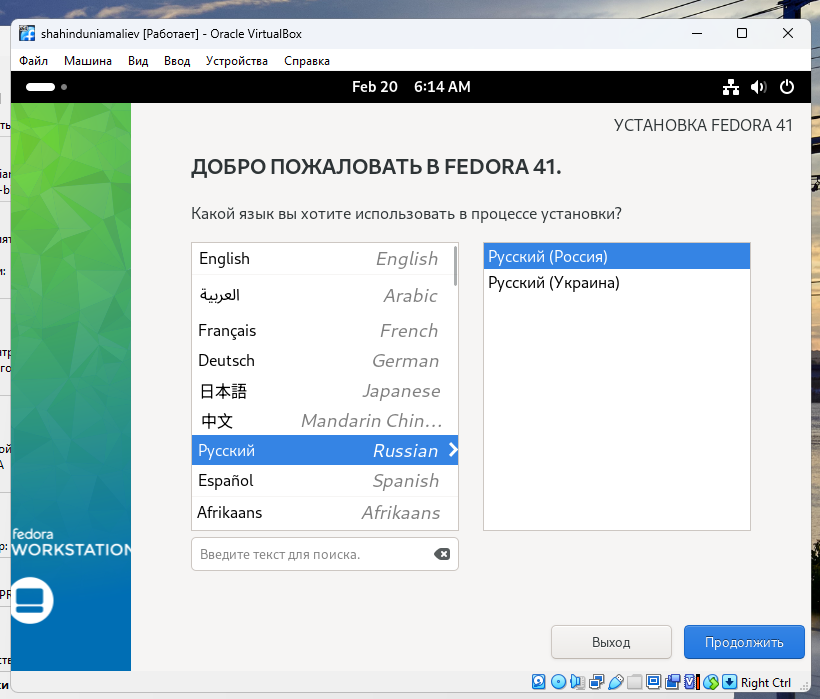 shahinduniamaliev [Работает] - Oracle VirtualBox
Файл Машина Вид Ввод Устройства Справка
Feb 20 6:14 AM
УСТАНОВКА FEDORA 41
ДОБРО ПОЖАЛОВАТЬ В FEDORA 41.
Какой язык вы хотите использовать в процессе установки?
English English
العربية Arabic
Français French
Deutsch German
日本語 Japanese
中文 Mandarin Chin…
Русский Russian
Español Spanish
Afrikaans Afrikaans
Русский (Россия)
Русский (Украина)
Введите текст для поиска.
fedora
WORKSTATION
Выход Продолжить
Right Ctrl